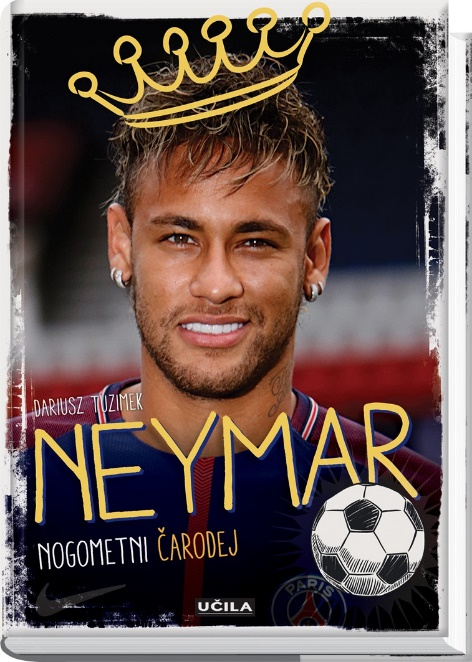 DARIUSZ TUZIMEK
NEYMAR
NOGOMETNI ČARODEJ
PARIS
UČILA